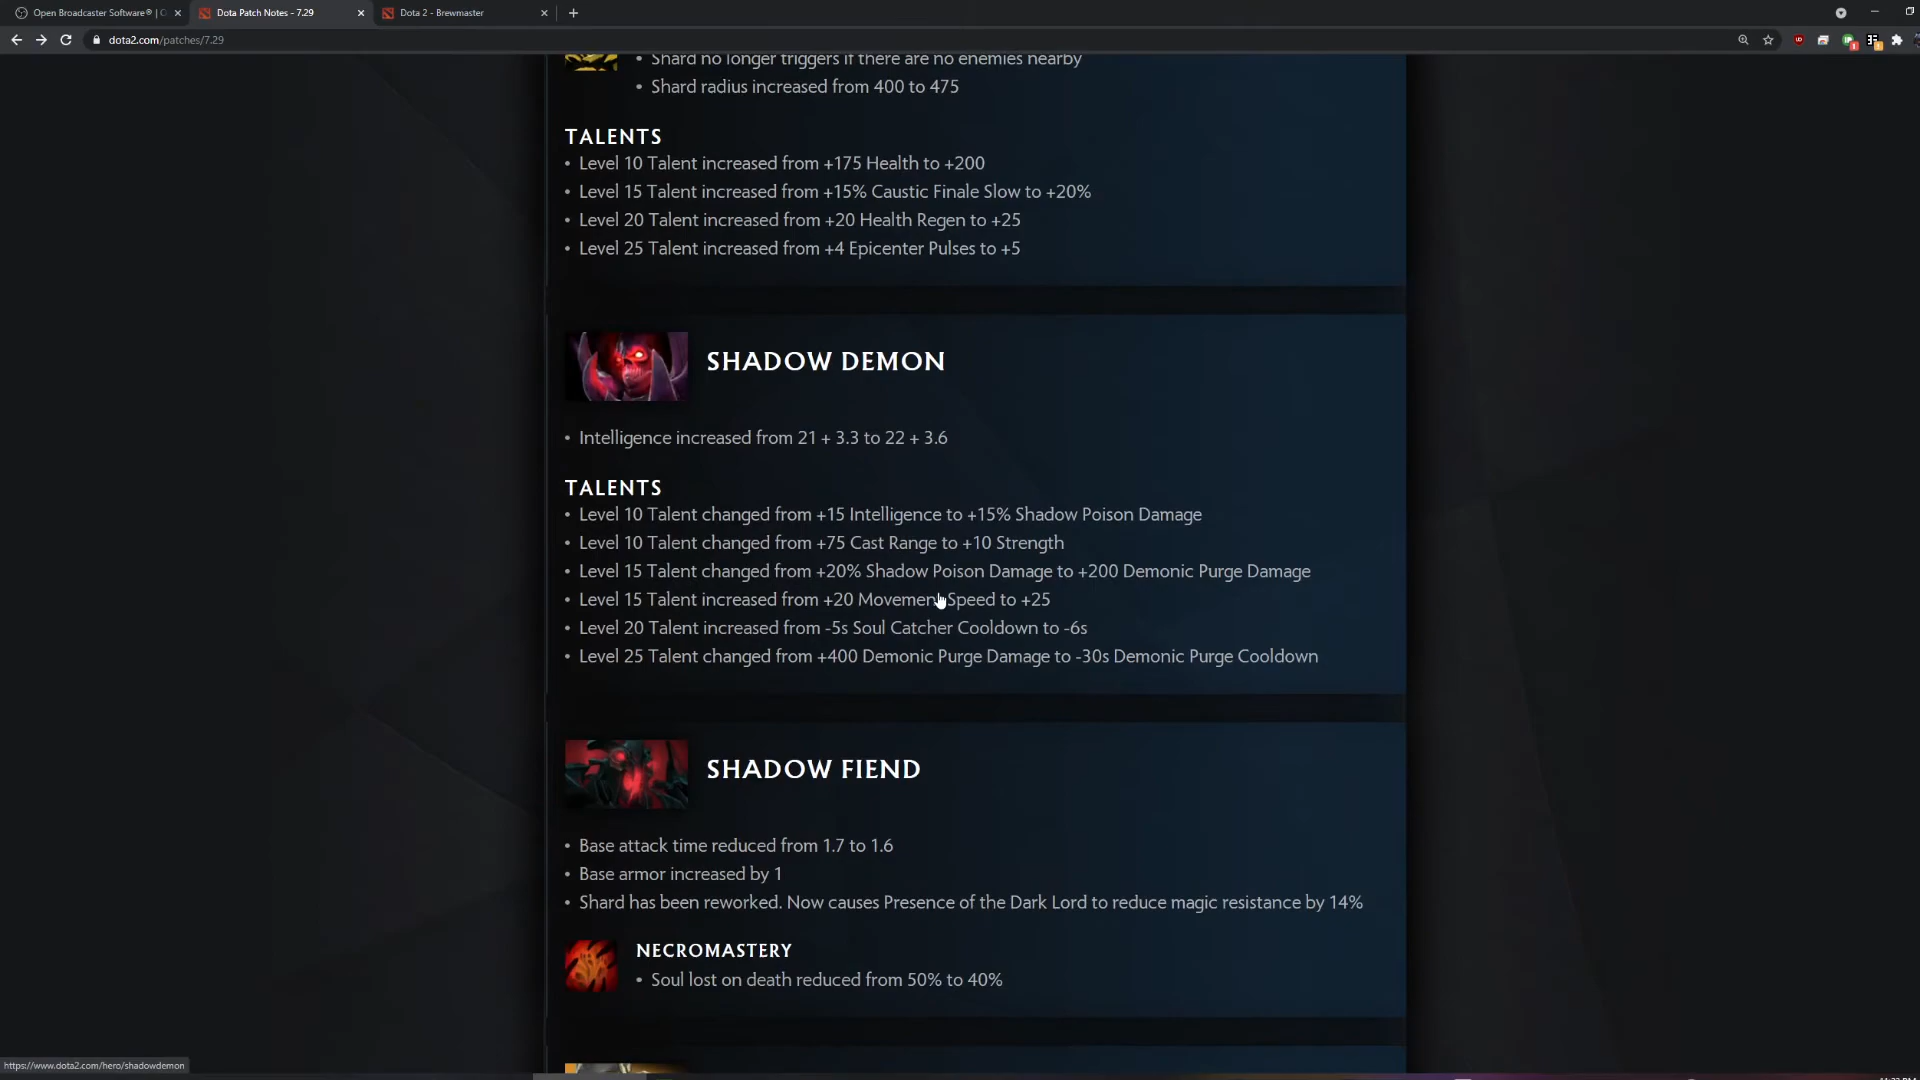 Open Broadcaster Software® |
Dota Patch Notes - 7.29
Dota 2 - Brewmaster
dota2.com/patches/7.29
• Shard no longer triggers if there are no enemies nearby
• Shard radius increased from 400 to 475
TALENTS
• Level 10 Talent increased from +175 Health to +200
• Level 15 Talent increased from +15% Caustic Finale Slow to +20%
• Level 20 Talent increased from +20 Health Regen to +25
• Level 25 Talent increased from +4 Epicenter Pulses to +5
SHADOW DEMON
• Intelligence increased from 21 + 3.3 to 22 + 3.6
TALENTS
• Level 10 Talent changed from +15 Intelligence to +15% Shadow Poison Damage
• Level 10 Talent changed from +75 Cast Range to +10 Strength
• Level 15 Talent changed from +20% Shadow Poison Damage to +200 Demonic Purge Damage
• Level 15 Talent increased from +20 Movement Speed to +25
• Level 20 Talent increased from -5s Soul Catcher Cooldown to -6s
• Level 25 Talent changed from +400 Demonic Purge Damage to -30s Demonic Purge Cooldown
SHADOW FIEND
• Base attack time reduced from 1.7 to 1.6
• Base armor increased by 1
• Shard has been reworked. Now causes Presence of the Dark Lord to reduce magic resistance by 14%
NECROMASTERY
• Soul lost on death reduced from 50% to 40%
https://www.dota2.com/hero/shadowdemon